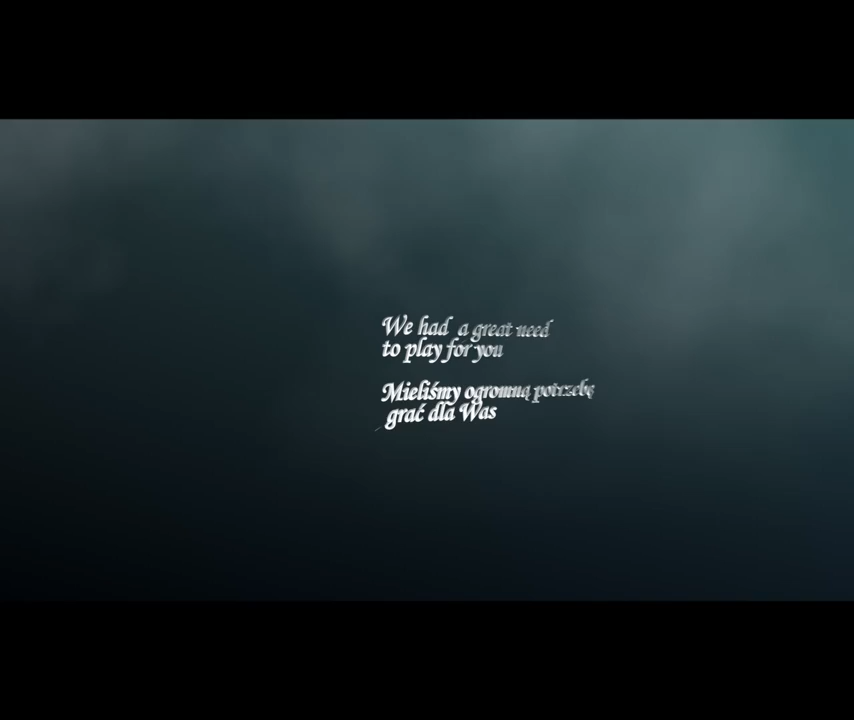 We had a great need
to play for you
Mieliśmy ogromną potrzebę
grać dla Was